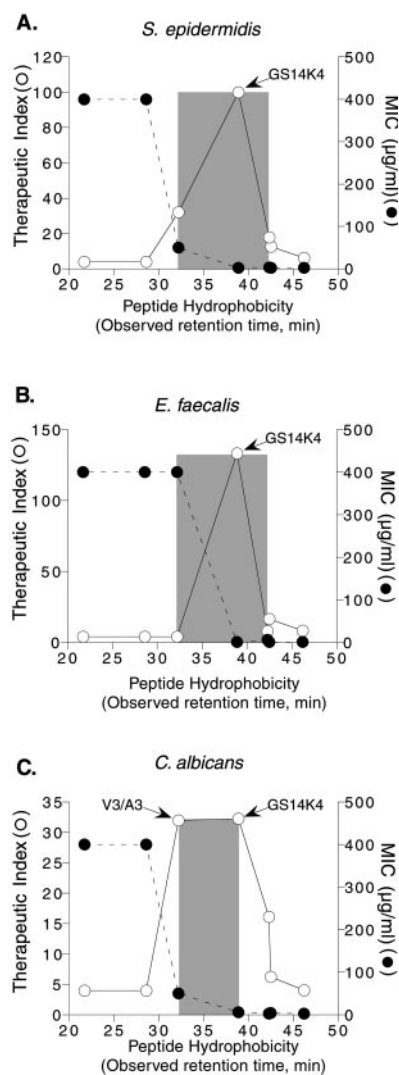 A.
S. epidermidis
Therapeutic Index (O)
120
100
80
60
40
20
0
GS14K4
500
400
300
200
100
0
MIC (µg/ml) (●)
20 25 30 35 40 45 50
Peptide Hydrophobicity
(Observed retention time, min)
B.
E. faecalis
Therapeutic Index (O)
150
100
50
0
GS14K4
500
400
300
200
100
0
MIC (µg/ml) (●)
20 25 30 35 40 45 50
Peptide Hydrophobicity
(Observed retention time, min)
C.
C. albicans
Therapeutic Index (O)
35
30
25
20
15
10
5
0
V3/A3
GS14K4
500
400
300
200
100
0
MIC (µg/ml) (●)
20 25 30 35 40 45 50
Peptide Hydrophobicity
(Observed retention time, min)